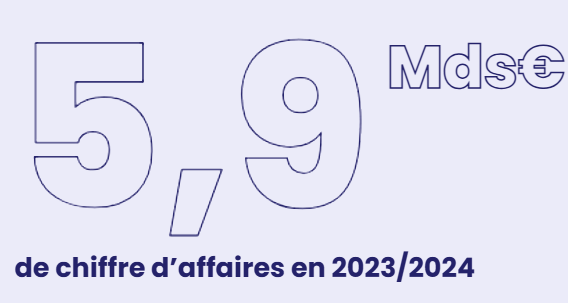 5,9 Mds€
de chiffre d’affaires en 2023/2024